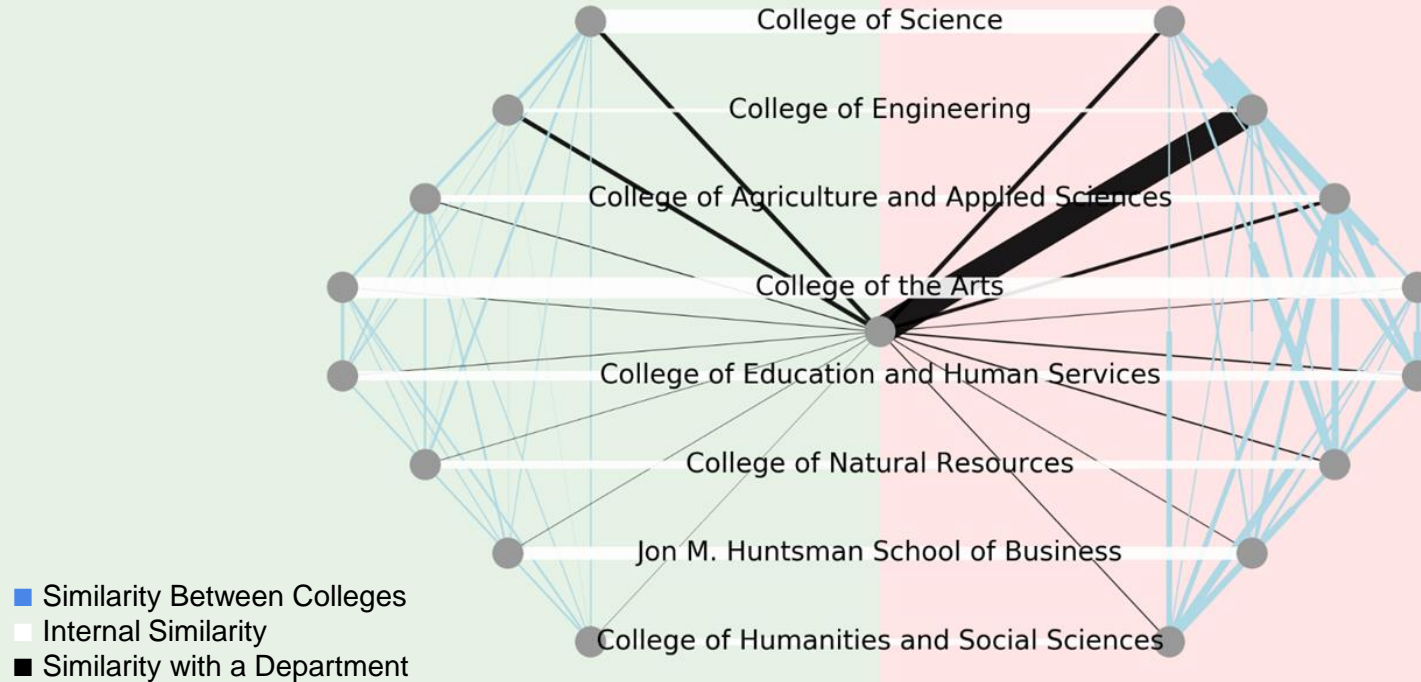 College of Science
College of Engineering
College of Agriculture and Applied Sciences
College of the Arts
College of Education and Human Services
College of Natural Resources
Jon M. Huntsman School of Business
College of Humanities and Social Sciences
Similarity Between Colleges
Internal Similarity
Similarity with a Department